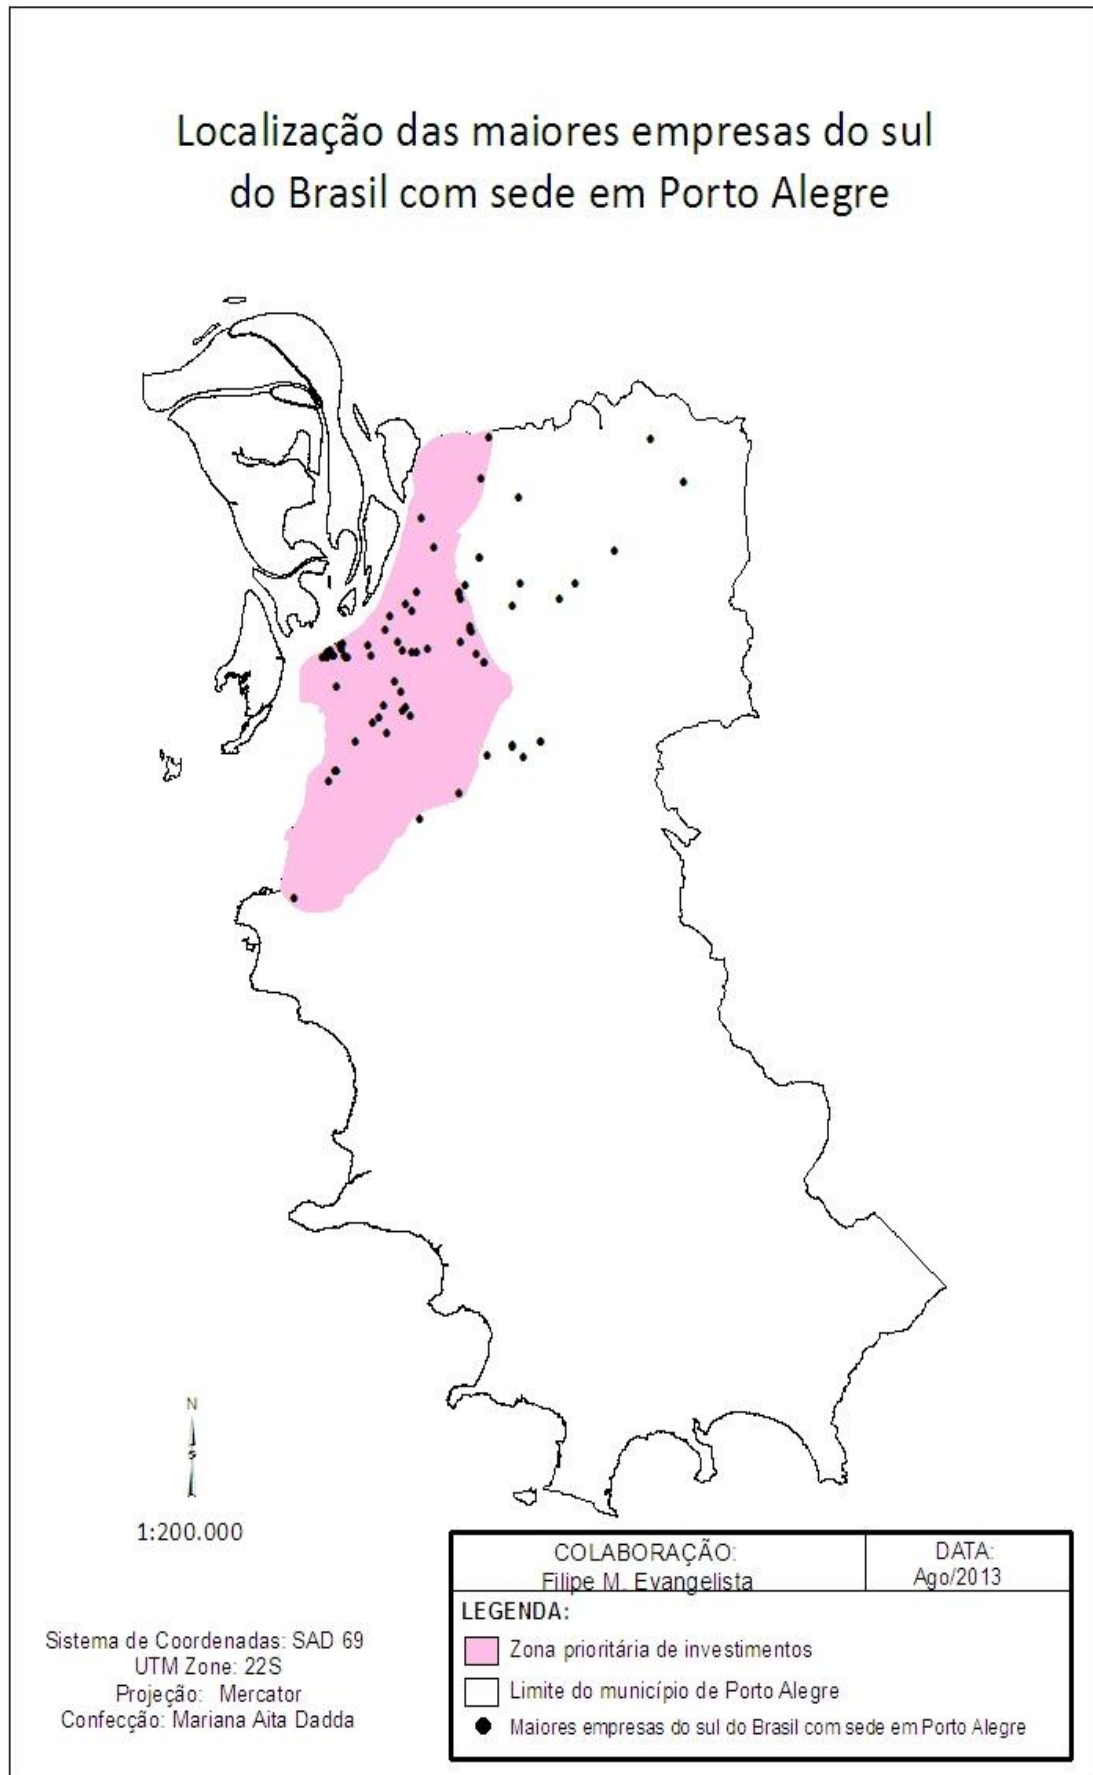 Localização das maiores empresas do sul
do Brasil com sede em Porto Alegre
N
S
1:200.000
Sistema de Coordenadas: SAD 69
UTM Zone: 22S
Projeção: Mercator
Confecção: Mariana Aita Dadda
COLABORAÇÃO:
Filipe M. Evangelista
DATA:
Ago/2013
LEGENDA:
Zona prioritária de investimentos
Limite do município de Porto Alegre
Maiores empresas do sul do Brasil com sede em Porto Alegre